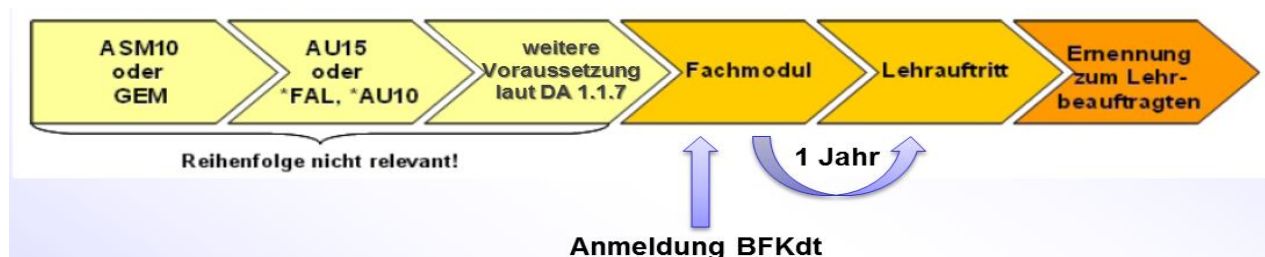 ASM10
oder
GEM
AU15
oder
*FAL, *AU10
weitere
Voraussetzung
laut DA 1.1.7
Fachmodul
Lehrauftritt
Ernennung
zum Lehr-
beauftragten
Reihenfolge nicht relevant!
1 Jahr
Anmeldung BFKdt